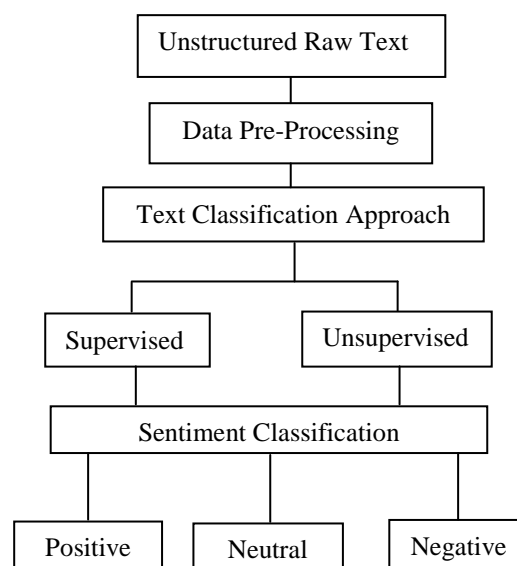 Unstructured Raw Text
Data Pre-Processing
Text Classification Approach
Supervised
Unsupervised
Sentiment Classification
Positive
Neutral
Negative